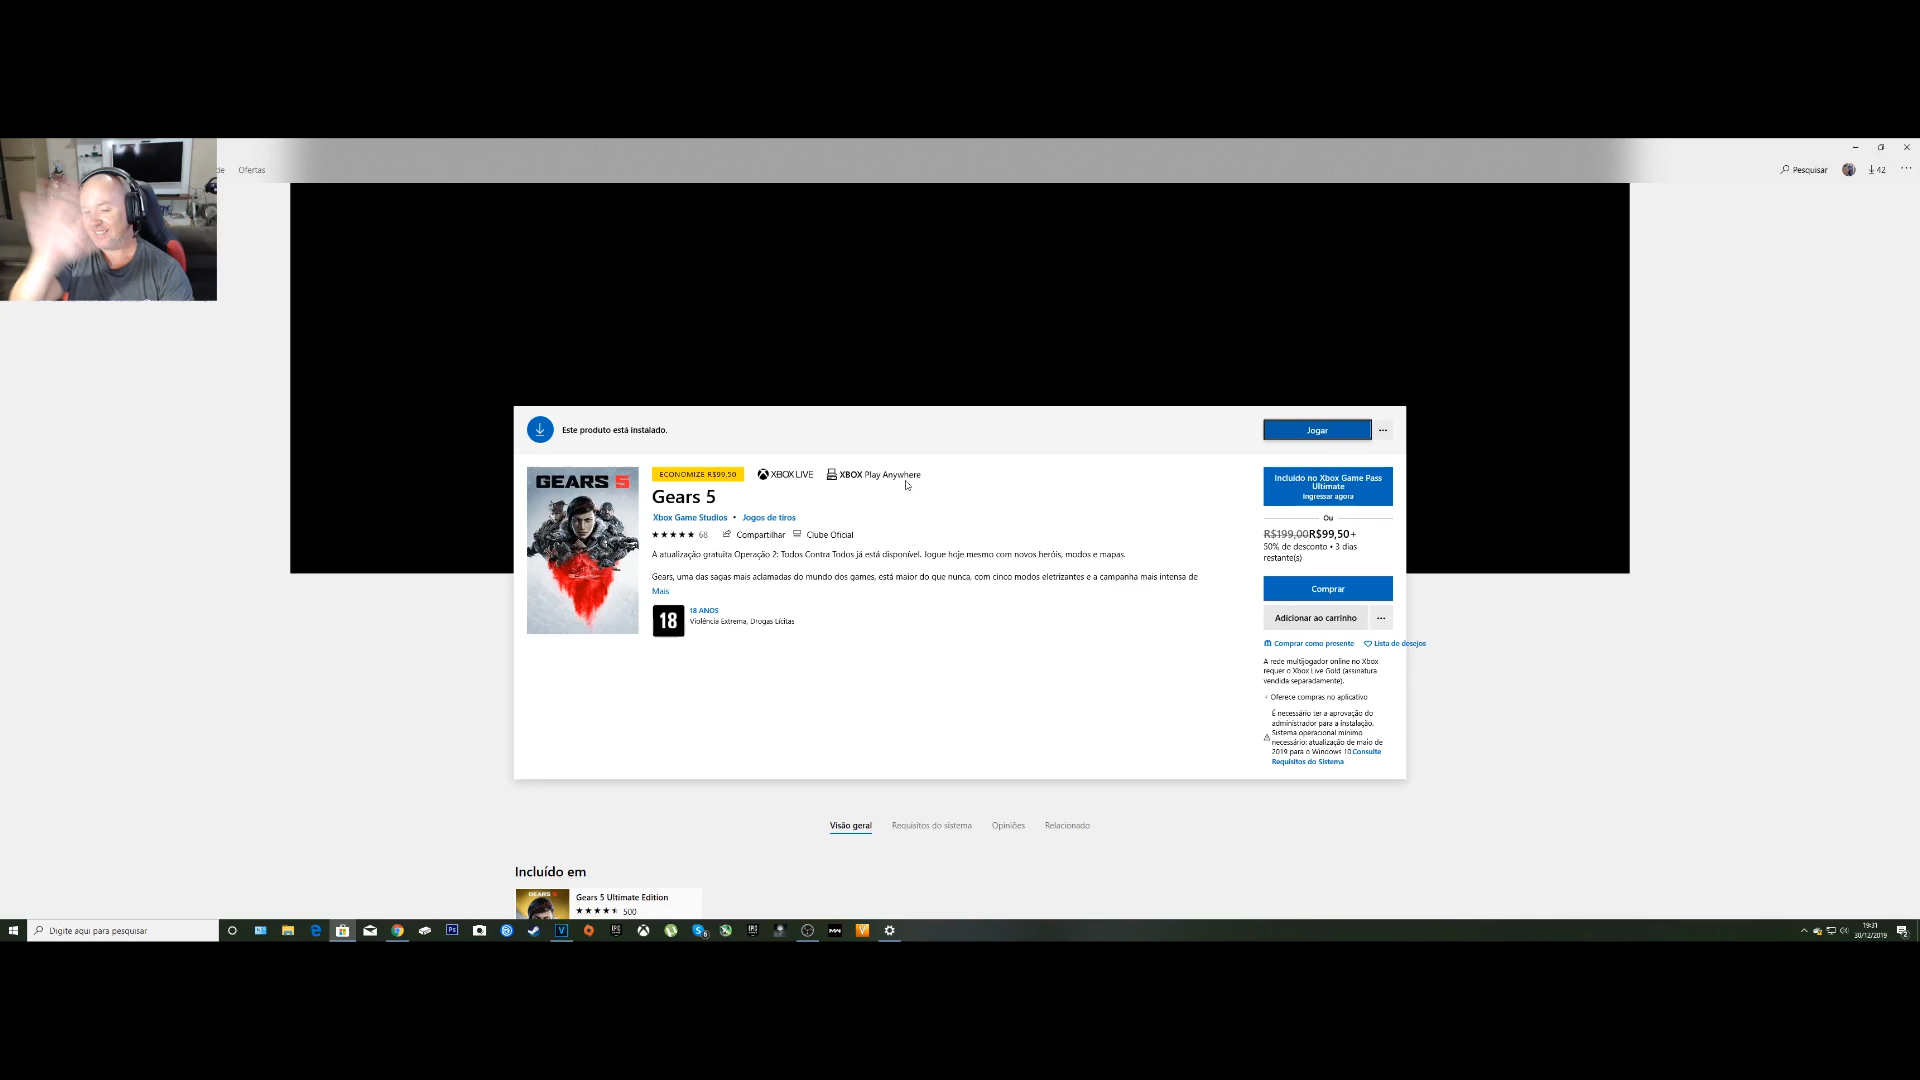 de Ofertas
Pesquisar 42
Este produto está instalado.
Jogar
GEARS 5
ECONOMIZE R$99,50 XBOX LIVE XBOX Play Anywhere
Gears 5
Xbox Game Studios • Jogos de tiros
68 Compartilhar Clube Oficial
A atualização gratuita Operação 2: Todos Contra Todos já está disponível. Jogue hoje mesmo com novos heróis, modos e mapas.
Gears, uma das sagas mais aclamadas do mundo dos games, está maior do que nunca, com cinco modos eletrizantes e a campanha mais intensa de
Mais
18
18 ANOS
Violência Extrema, Drogas Lícitas
Incluído no Xbox Game Pass
Ultimate
Ingressar agora
Ou
R$199,00R$99,50+
50% de desconto • 3 dias
restante(s)
Comprar
Adicionar ao carrinho
Comprar como presente Lista de desejos
A rede multijogador online no Xbox
requer o Xbox Live Gold (assinatura
vendida separadamente).
+ Oferece compras no aplicativo
É necessário ter a aprovação do
administrador para a instalação.
Sistema operacional mínimo
necessário: atualização de maio de
2019 para o Windows 10 Consulte
Requisitos do Sistema
Visão geral Requisitos do sistema Opiniões Relacionado
Incluído em
GEARS 5
Gears 5 Ultimate Edition
500
Digite aqui para pesquisar
19:31
30/12/2019